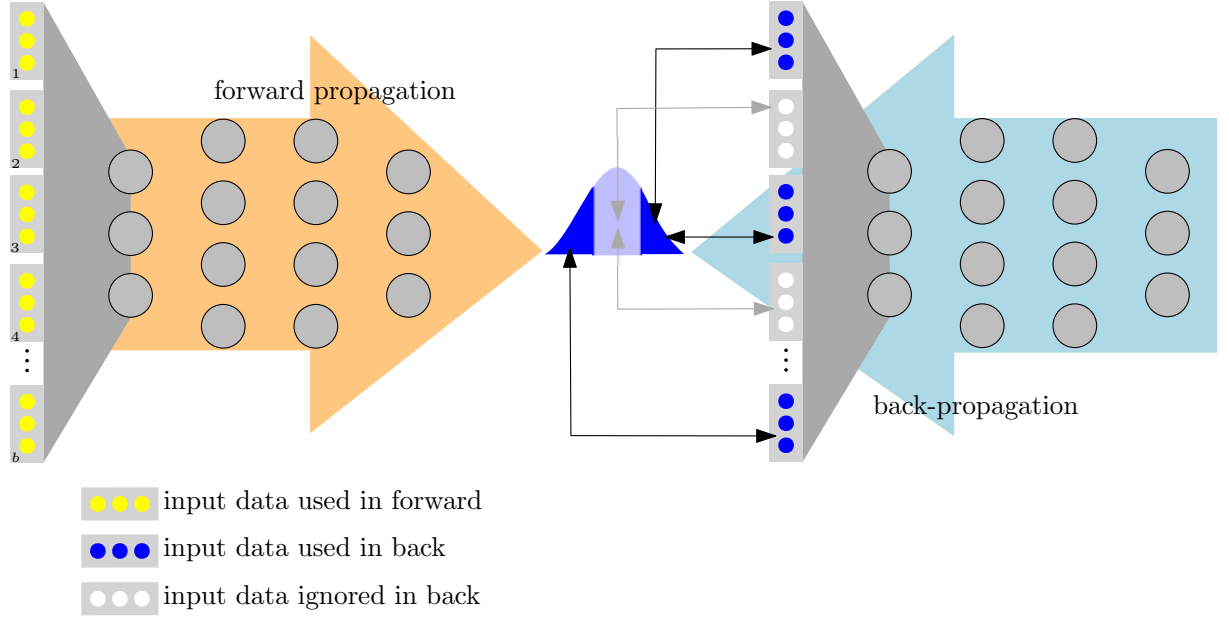 1
forward propagation
2
3
4
b
back-propagation
input data used in forward
input data used in back
input data ignored in back